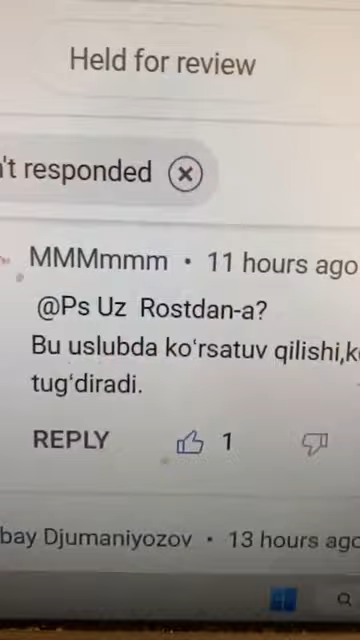 Held for review
't responded
MMMmmm • 11 hours ago
@Ps Uz Rostdan-a?
Bu uslubda ko‘rsatuv qilishi,
tug‘diradi.
REPLY 1
bay Djumaniyozov • 13 hours ago